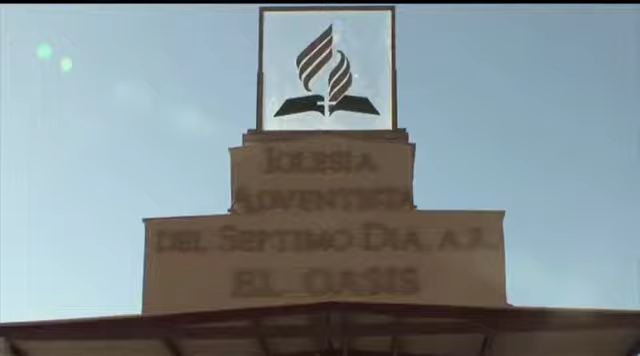 IGLESIA
ADVENTISTA
DEL SEPTIMO DIA, A.R.
EL OASIS